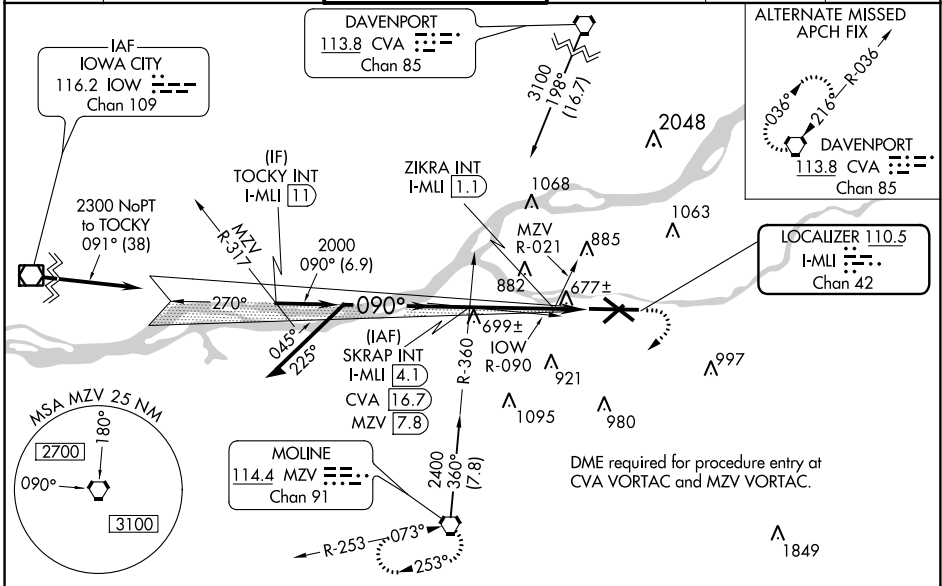 DAVENPORT
113.8 CVA
Chan 85
IAF
IOWA CITY
116.2 IOW
Chan 109
2300 NoPT
to TOCKY
091° (38)
(IF)
TOCKY INT
I-MLI 11
MZV
R-317
2000
090° (6.9)
270°
090°
045°
225°
3100
198°
(16.7)
ZIKRA INT
I-MLI 1.1
MZV
R-021
2048
1068
1063
885
882
677±
699±
IOW
R-090
921
997
1095
980
1849
(IAF)
SKRAP INT
I-MLI 4.1
CVA 16.7
MZV 7.8
R-360
2400
360°
(7.8)
MOLINE
114.4 MZV
Chan 91
R-253
073°
253°
ALTERNATE MISSED
APCH FIX
R-036
036°
216°
DAVENPORT
113.8 CVA
Chan 85
LOCALIZER 110.5
I-MLI
Chan 42
DME required for procedure entry at
CVA VORTAC and MZV VORTAC.
MSA MZV 25 NM
180°
2700
090°
3100